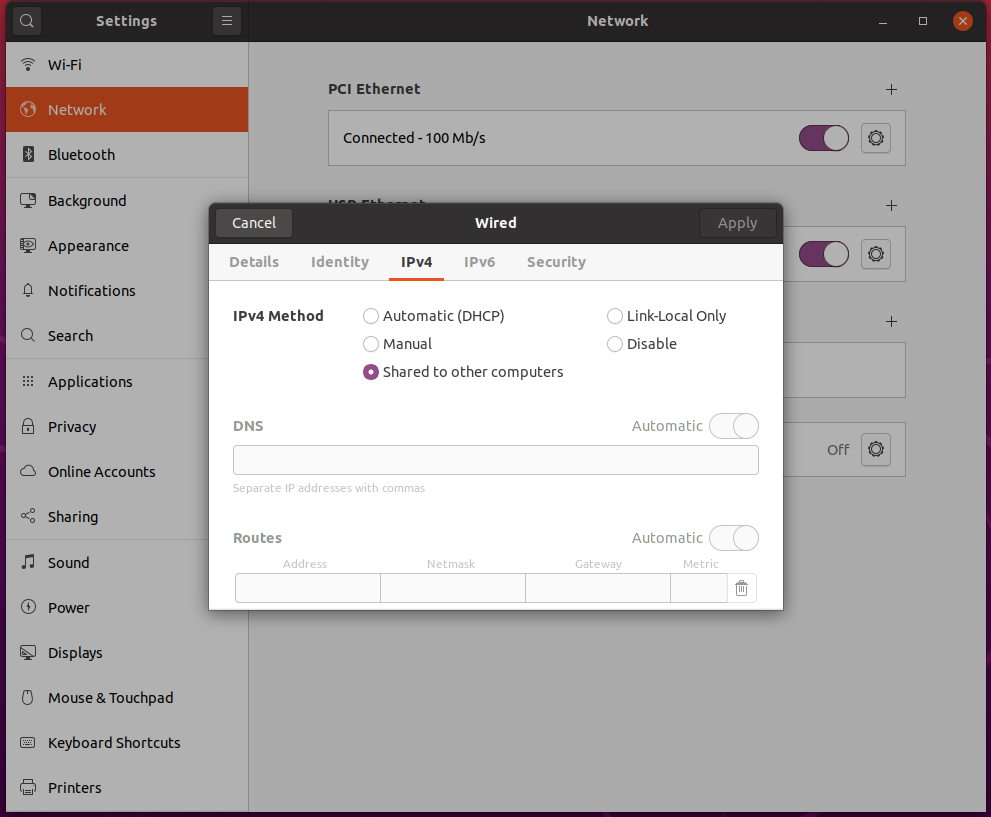 Settings
Network
Wi-Fi
Network
Bluetooth
Background
Appearance
Notifications
Search
Applications
Privacy
Online Accounts
Sharing
Sound
Power
Displays
Mouse & Touchpad
Keyboard Shortcuts
Printers
PCI Ethernet
Connected - 100 Mb/s
Off
Cancel
Wired
Apply
Details
Identity
IPv4
IPv6
Security
IPv4 Method
Automatic (DHCP)
Link-Local Only
Manual
Disable
Shared to other computers
DNS
Automatic
Separate IP addresses with commas
Routes
Automatic
Address
Netmask
Gateway
Metric